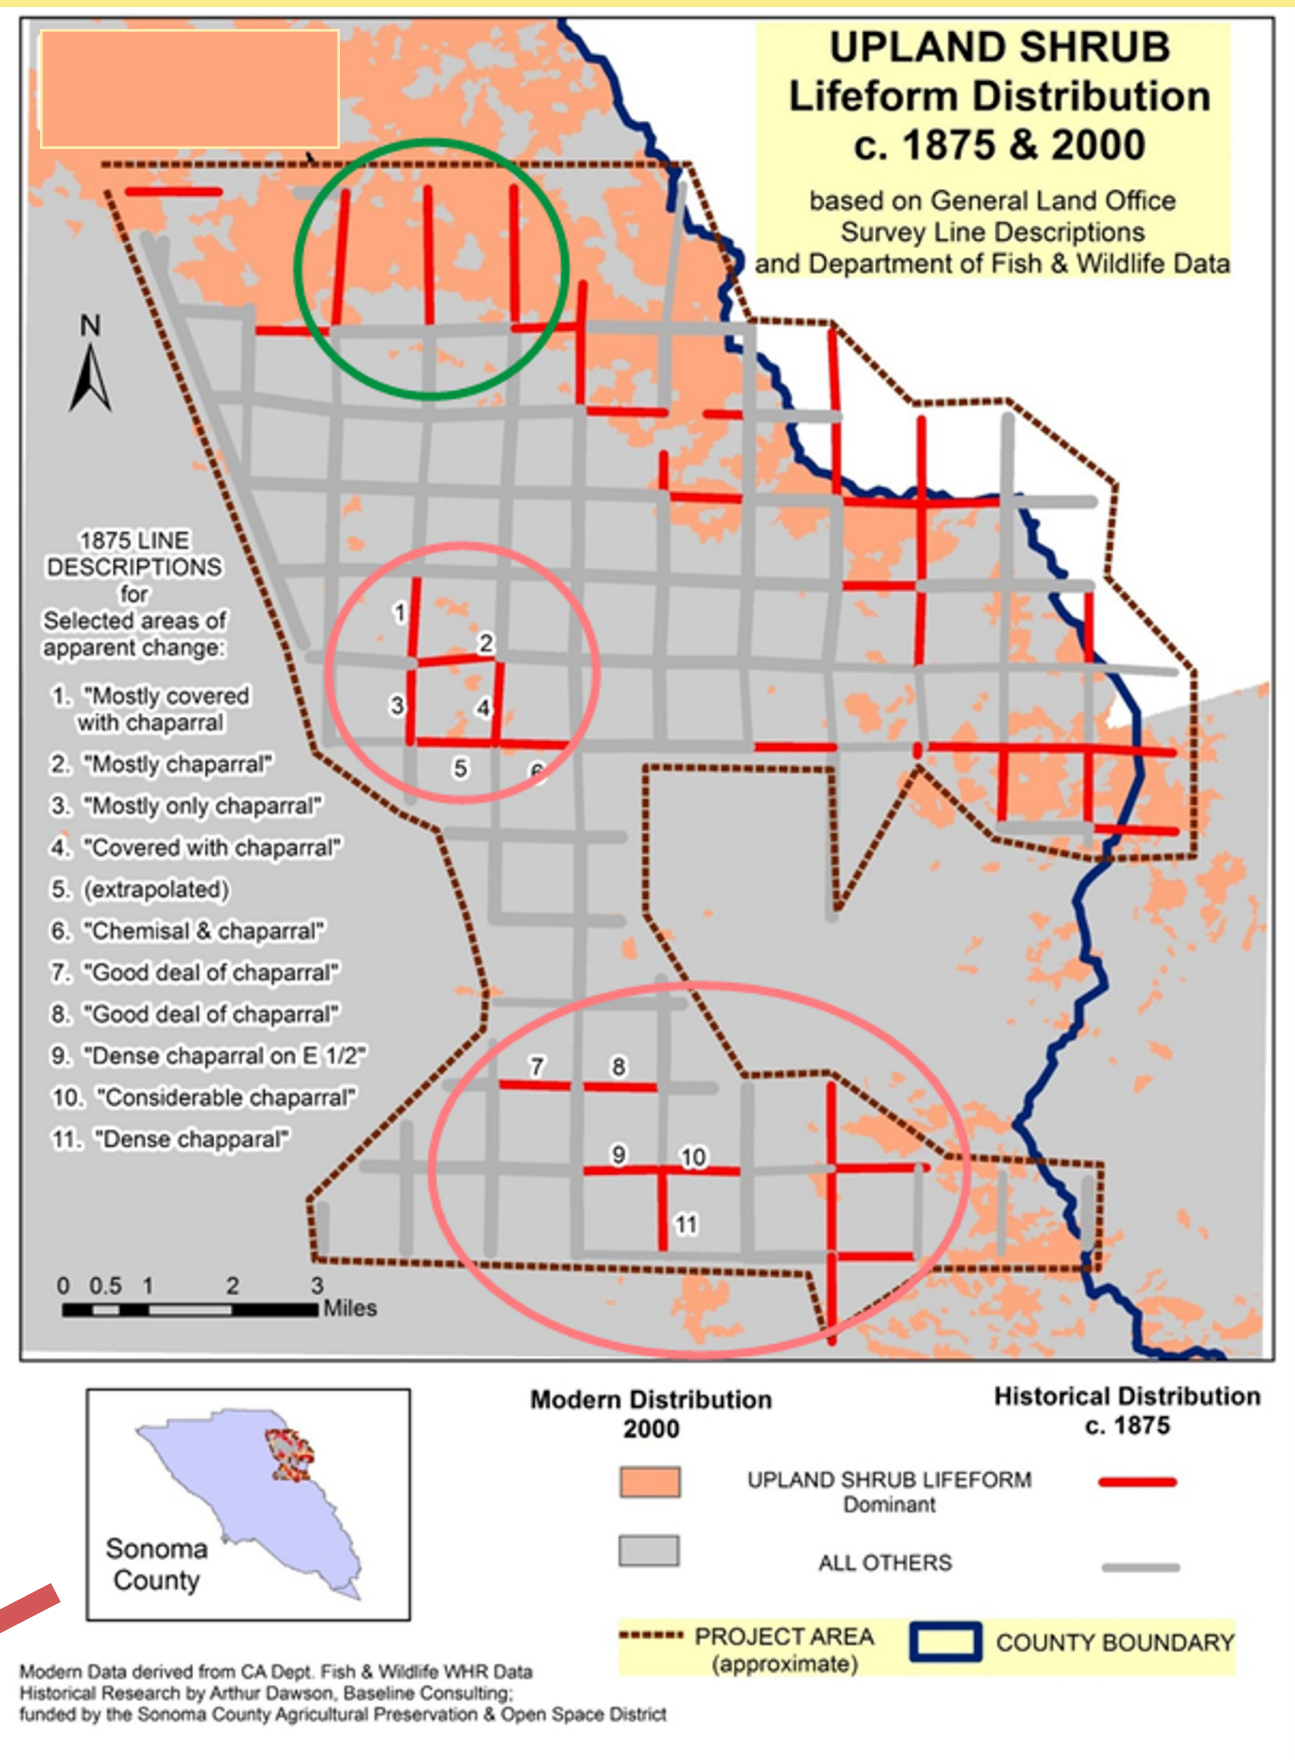 UPLAND SHRUB
Lifeform Distribution
c. 1875 & 2000
based on General Land Office
Survey Line Descriptions
and Department of Fish & Wildlife Data
N
1875 LINE
DESCRIPTIONS
for
Selected areas of
apparent change:
1. "Mostly covered
with chaparral
2. "Mostly chaparral"
3. "Mostly only chaparral"
4. "Covered with chaparral"
5. (extrapolated)
6. "Chemisal & chaparral"
7. "Good deal of chaparral"
8. "Good deal of chaparral"
9. "Dense chaparral on E 1/2"
10. "Considerable chaparral"
11. "Dense chapparal"
1
2
3
4
5
6
7
8
9
10
11
0 0.5 1 2 3
Miles
Sonoma
County
Modern Distribution
2000
Historical Distribution
c. 1875
UPLAND SHRUB LIFEFORM
Dominant
ALL OTHERS
PROJECT AREA
(approximate)
COUNTY BOUNDARY
Modern Data derived from CA Dept. Fish & Wildlife WHR Data
Historical Research by Arthur Dawson, Baseline Consulting;
funded by the Sonoma County Agricultural Preservation & Open Space District